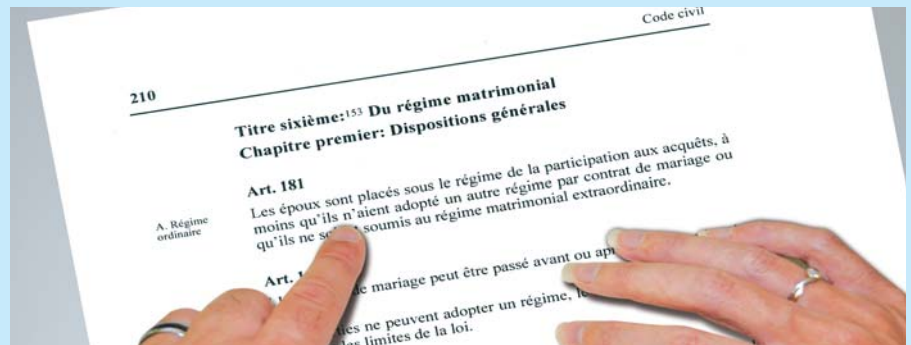 Code civil
210
Titre sixième:153 Du régime matrimonial
Chapitre premier: Dispositions générales
Art. 181
A. Régime
ordinaire
Les époux sont placés sous le régime de la participation aux acquêts, à
moins qu'ils n'aient adopté un autre régime par contrat de mariage ou
qu'ils ne soumis au régime matrimonial extraordinaire.
Art.
de mariage peut être passé avant ou
ne peuvent adopter un régime,
limites de la loi.